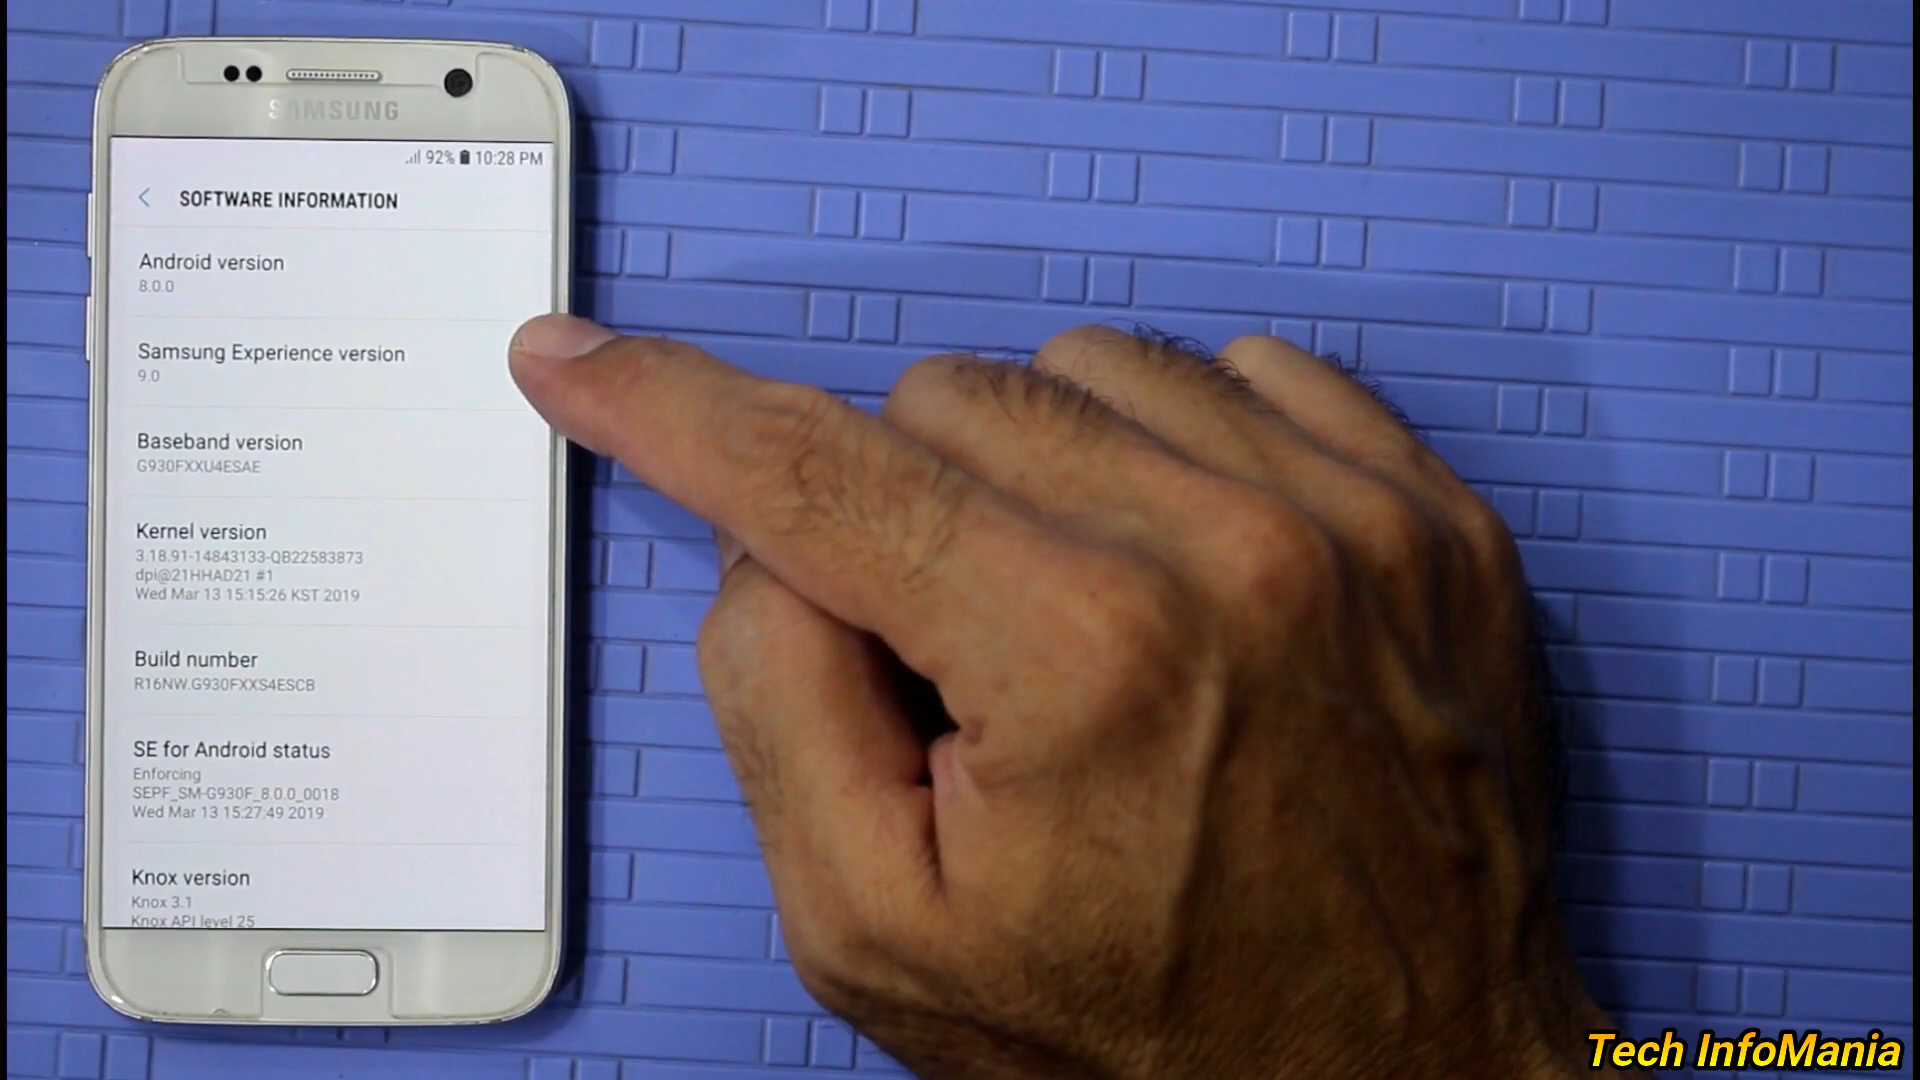 SAMSUNG
92% 10:28 PM
SOFTWARE INFORMATION
Android version
8.0.0
Samsung Experience version
9.0
Baseband version
G930FXXU4ESAE
Kernel version
3.18.91-14843133-QB22583873
dpi@21HHAD21 #1
Wed Mar 13 15:15:26 KST 2019
Build number
R16NW.G930FXXS4ESCB
SE for Android status
Enforcing
SEPF_SM-G930F_8.0.0_0018
Wed Mar 13 15:27:49 2019
Knox version
Knox 3.1
Knox API level 25
Tech InfoMania